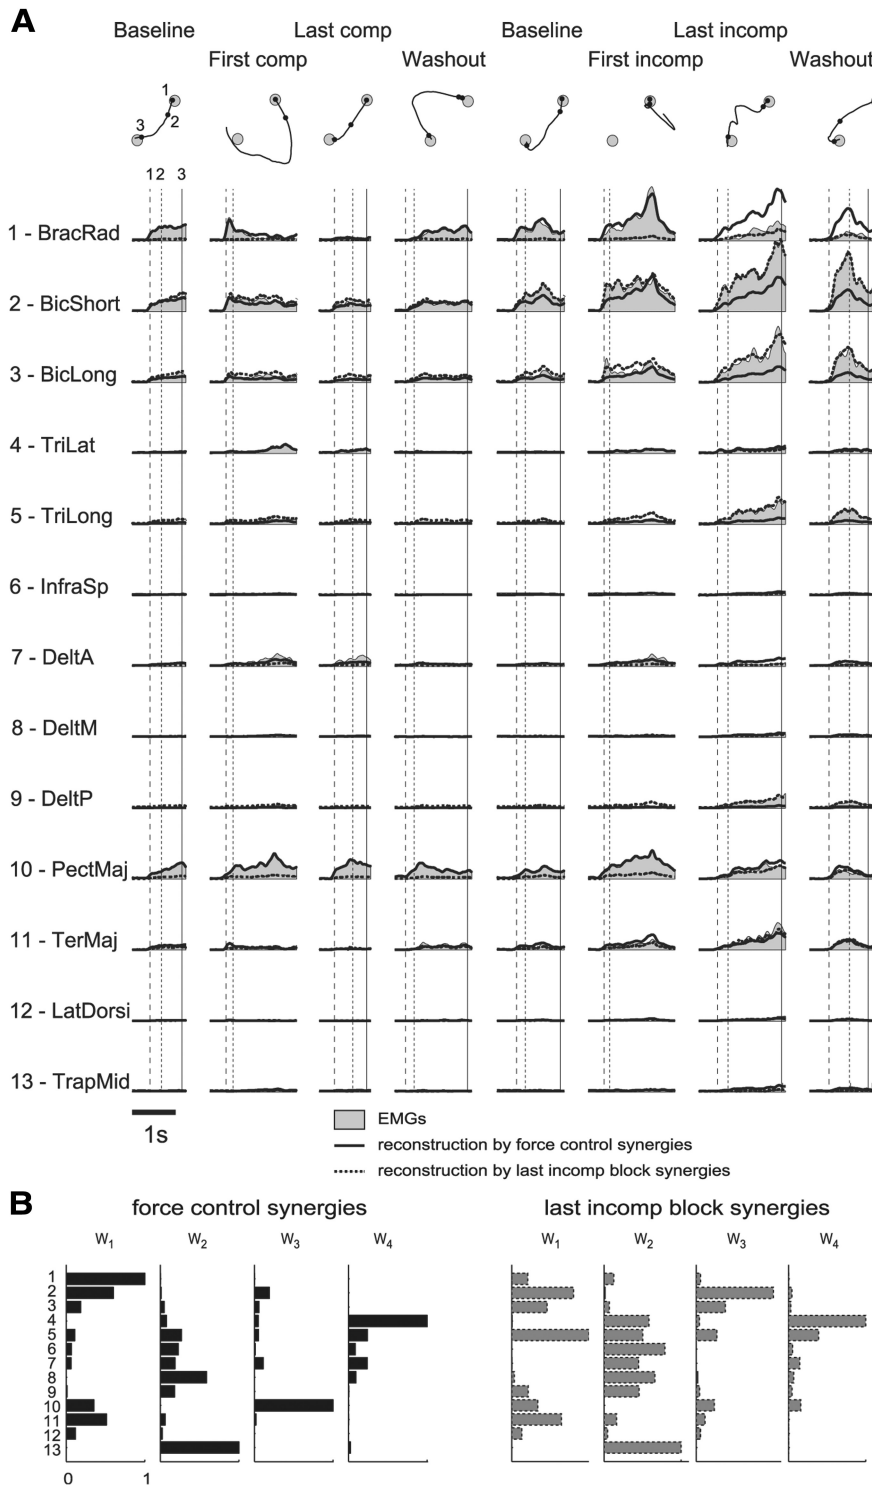 A
Baseline Last comp Baseline Last incomp
First comp Washout First incomp Washout
1
2
3
1 2 3
1 - BracRad
2 - BicShort
3 - BicLong
4 - TriLat
5 - TriLong
6 - InfraSp
7 - DeltA
8 - DeltM
9 - DeltP
10 - PectMaj
11 - TerMaj
12 - LatDorsi
13 - TrapMid
1s
EMGs
reconstruction by force control synergies
reconstruction by last incomp block synergies
B
force control synergies last incomp block synergies
W1 W2 W3 W4 W1 W2 W3 W4
1
2
3
4
5
6
7
8
9
10
11
12
13
0 1